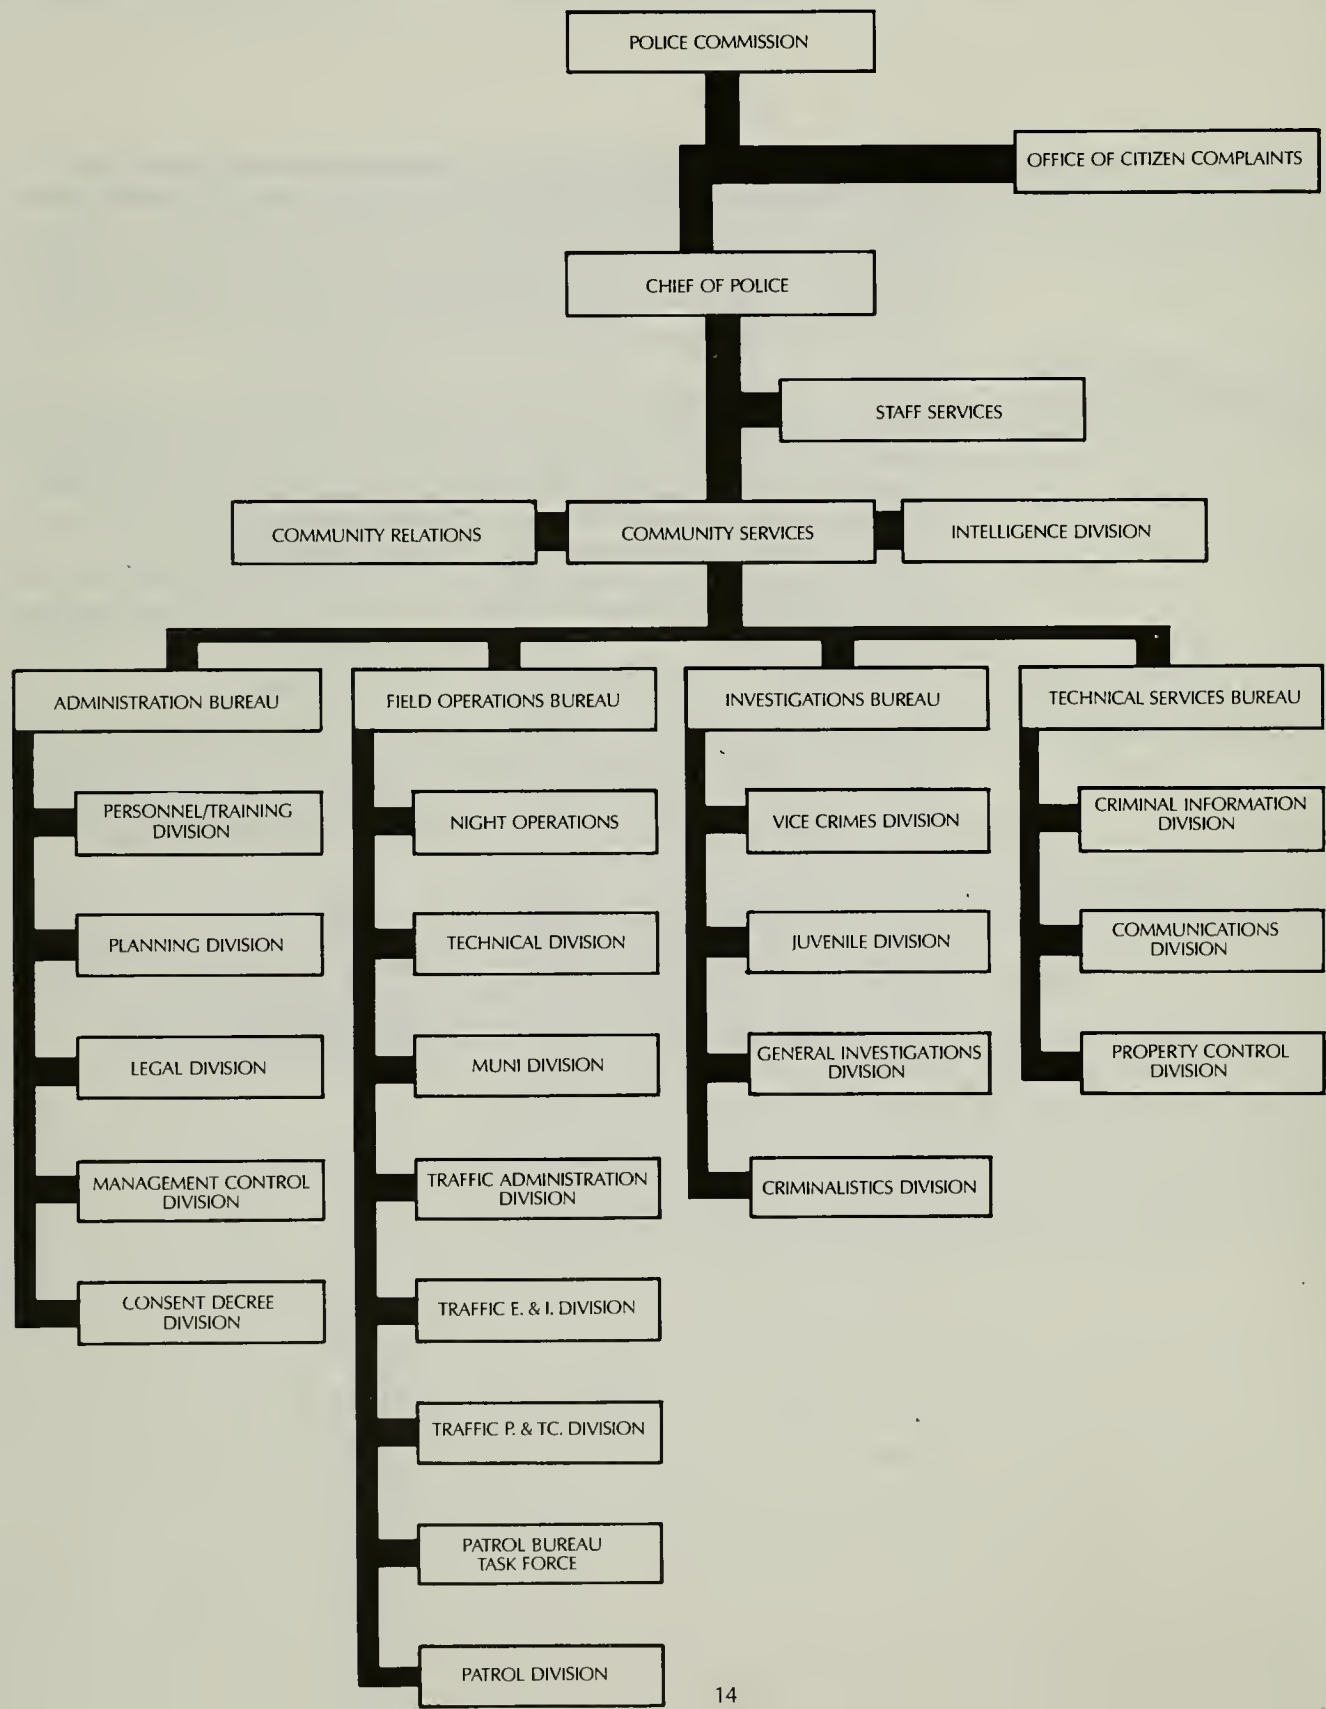 POLICE COMMISSION
OFFICE OF CITIZEN COMPLAINTS
CHIEF OF POLICE
STAFF SERVICES
COMMUNITY RELATIONS
COMMUNITY SERVICES
INTELLIGENCE DIVISION
ADMINISTRATION BUREAU
PERSONNEL/TRAINING
DIVISION
PLANNING DIVISION
LEGAL DIVISION
MANAGEMENT CONTROL
DIVISION
CONSENT DECREE
DIVISION
FIELD OPERATIONS BUREAU
NIGHT OPERATIONS
TECHNICAL DIVISION
MUNI DIVISION
TRAFFIC ADMINISTRATION
DIVISION
TRAFFIC E. & I. DIVISION
TRAFFIC P. & TC. DIVISION
PATROL BUREAU
TASK FORCE
PATROL DIVISION
INVESTIGATIONS BUREAU
VICE CRIMES DIVISION
JUVENILE DIVISION
GENERAL INVESTIGATIONS
DIVISION
CRIMINALISTICS DIVISION
TECHNICAL SERVICES BUREAU
CRIMINAL INFORMATION
DIVISION
COMMUNICATIONS
DIVISION
PROPERTY CONTROL
DIVISION
14